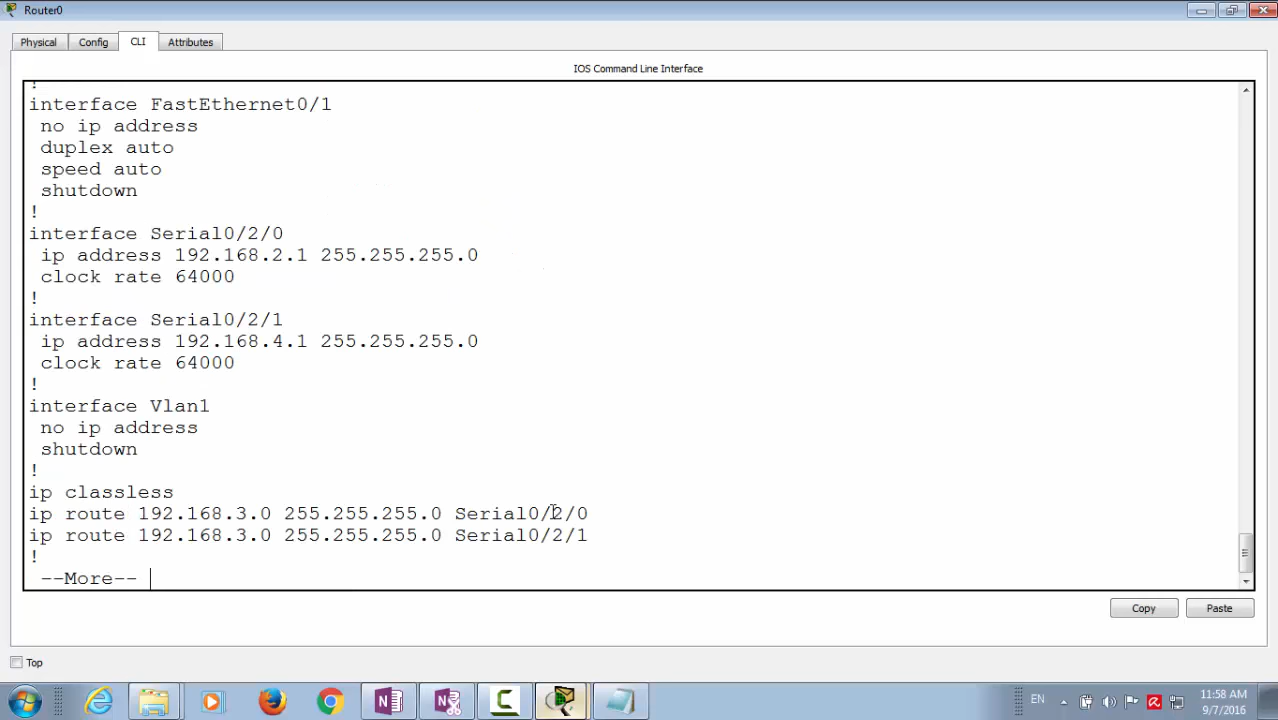 Router0
Physical Config CLI Attributes
IOS Command Line Interface
!
interface FastEthernet0/1
no ip address
duplex auto
speed auto
shutdown
!
interface Serial0/2/0
ip address 192.168.2.1 255.255.255.0
clock rate 64000
!
interface Serial0/2/1
ip address 192.168.4.1 255.255.255.0
clock rate 64000
!
interface Vlan1
no ip address
shutdown
!
ip classless
ip route 192.168.3.0 255.255.255.0 Serial0/2/0
ip route 192.168.3.0 255.255.255.0 Serial0/2/1
!
--More--
Copy Paste
Top
EN
11:58 AM
9/7/2016